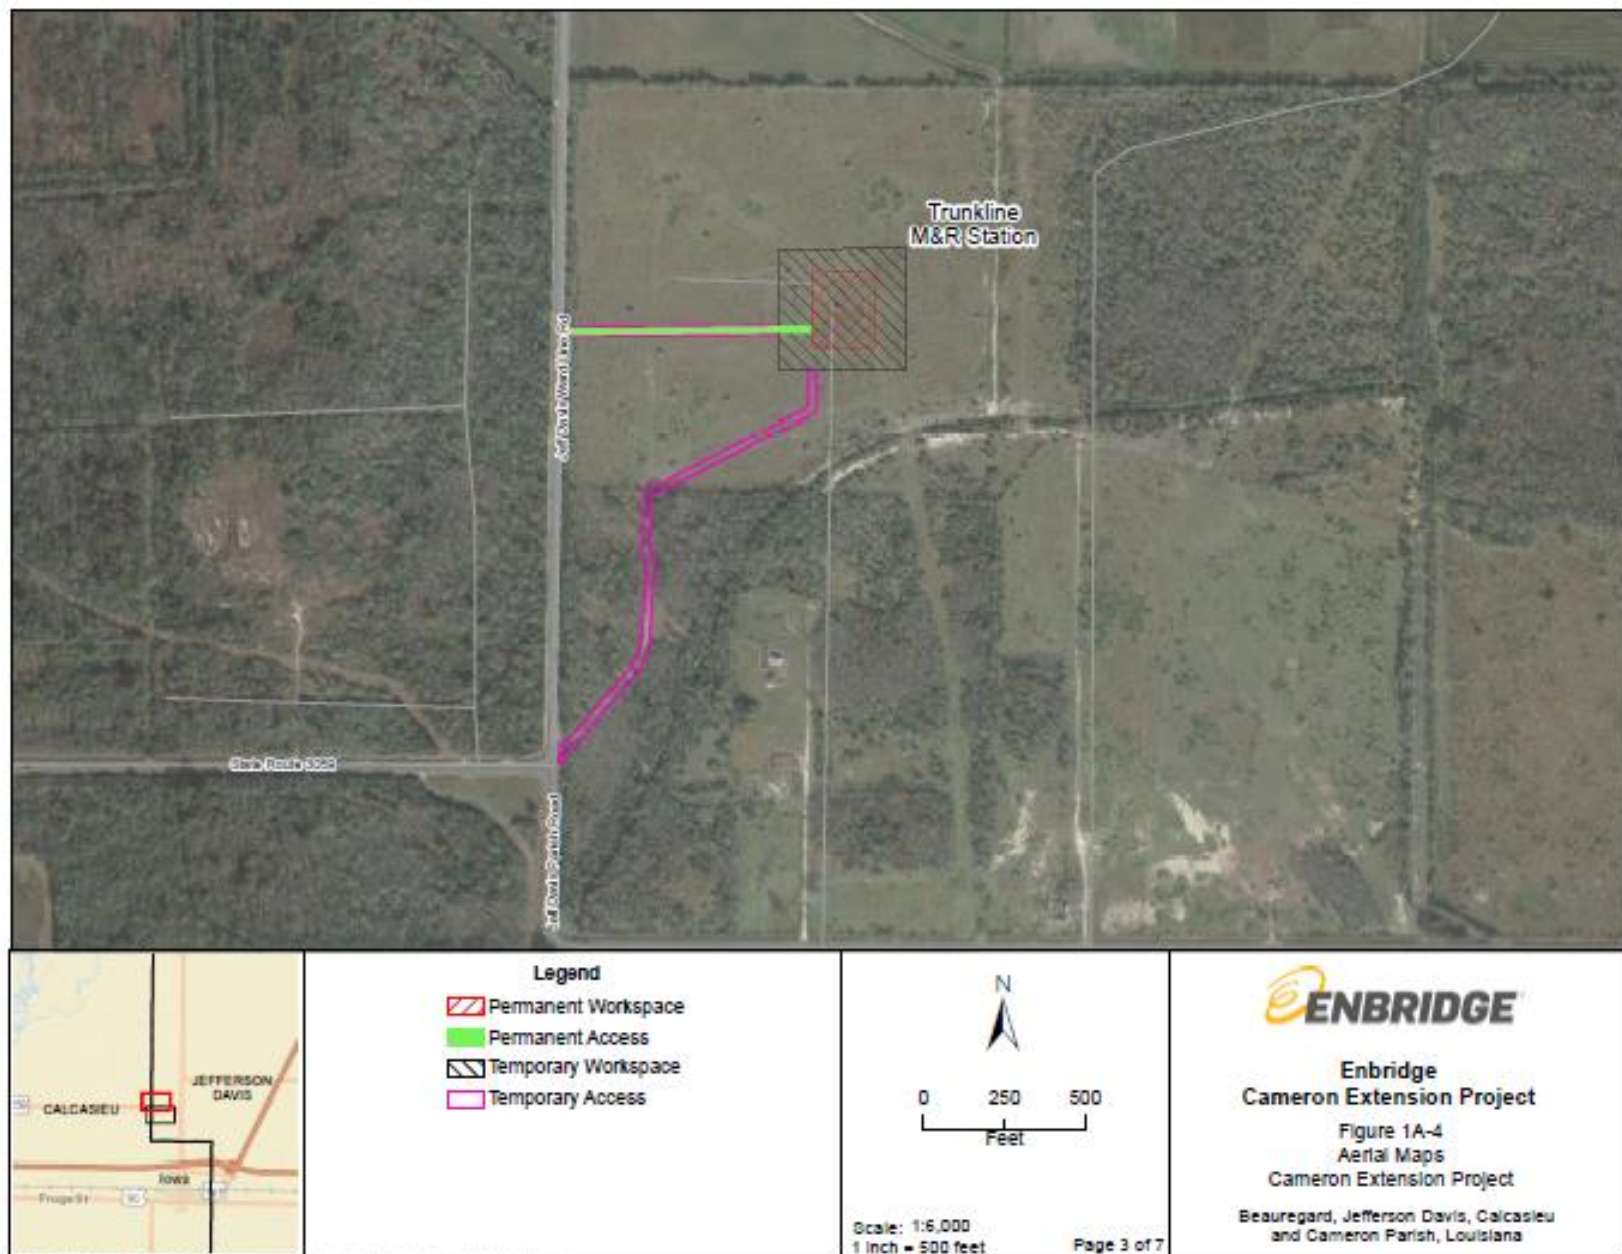 Trunkline
M&R Station
Jeff Davis Ward Line Rd
Jeff Davis Parish Road
JEFFERSON
DAVIS
CALCASIEU
Iowa
Fruge St
90
Legend
Permanent Workspace
Permanent Access
Temporary Workspace
Temporary Access
N
0 250 500
Feet
Scale: 1:6,000
1 inch = 500 feet
Page 3 of 7
ENBRIDGE
Enbridge
Cameron Extension Project
Figure 1A-4
Aerial Maps
Cameron Extension Project
Beauregard, Jefferson Davis, Calcasieu
and Cameron Parish, Louisiana